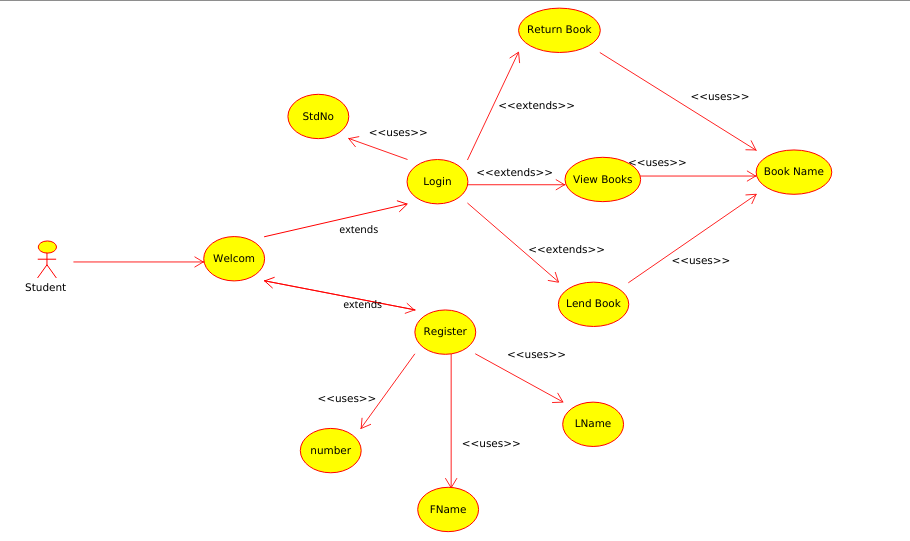 Return Book
<<uses>>
<<extends>>
StdNo
<<uses>>
<<extends>>
<<uses>>
Book Name
Login
View Books
extends
<<extends>>
Welcom
<<uses>>
Student
extends
Lend Book
Register
<<uses>>
<<uses>>
LName
<<uses>>
number
FName